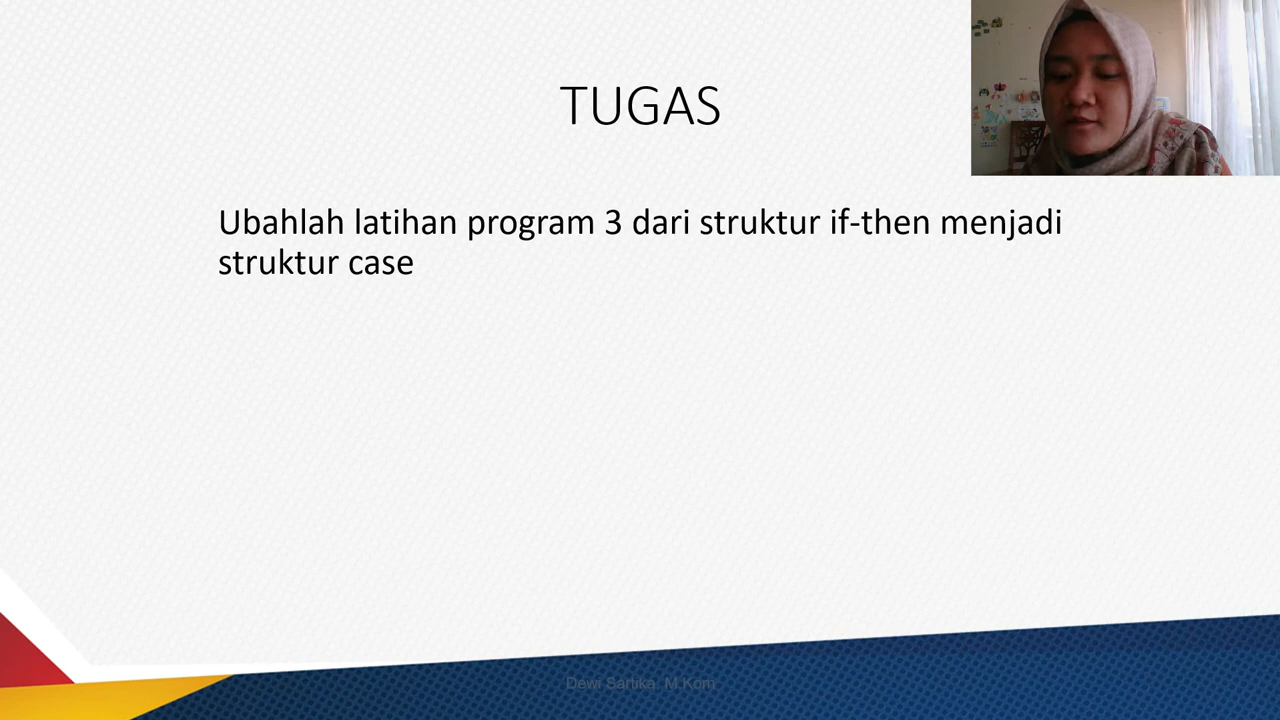 TUGAS
Ubahlah latihan program 3 dari struktur if-then menjadi
struktur case
Dewi Sartika, M.Kom